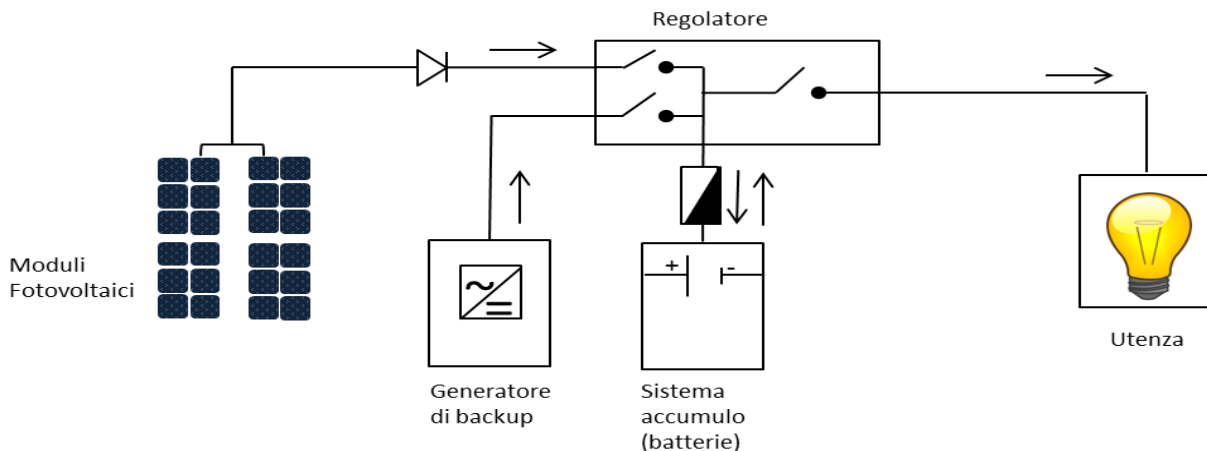 Regolatore
Moduli
Fotovoltaici
+ -
Generatore
di backup
Sistema
accumulo
(batterie)
Utenza